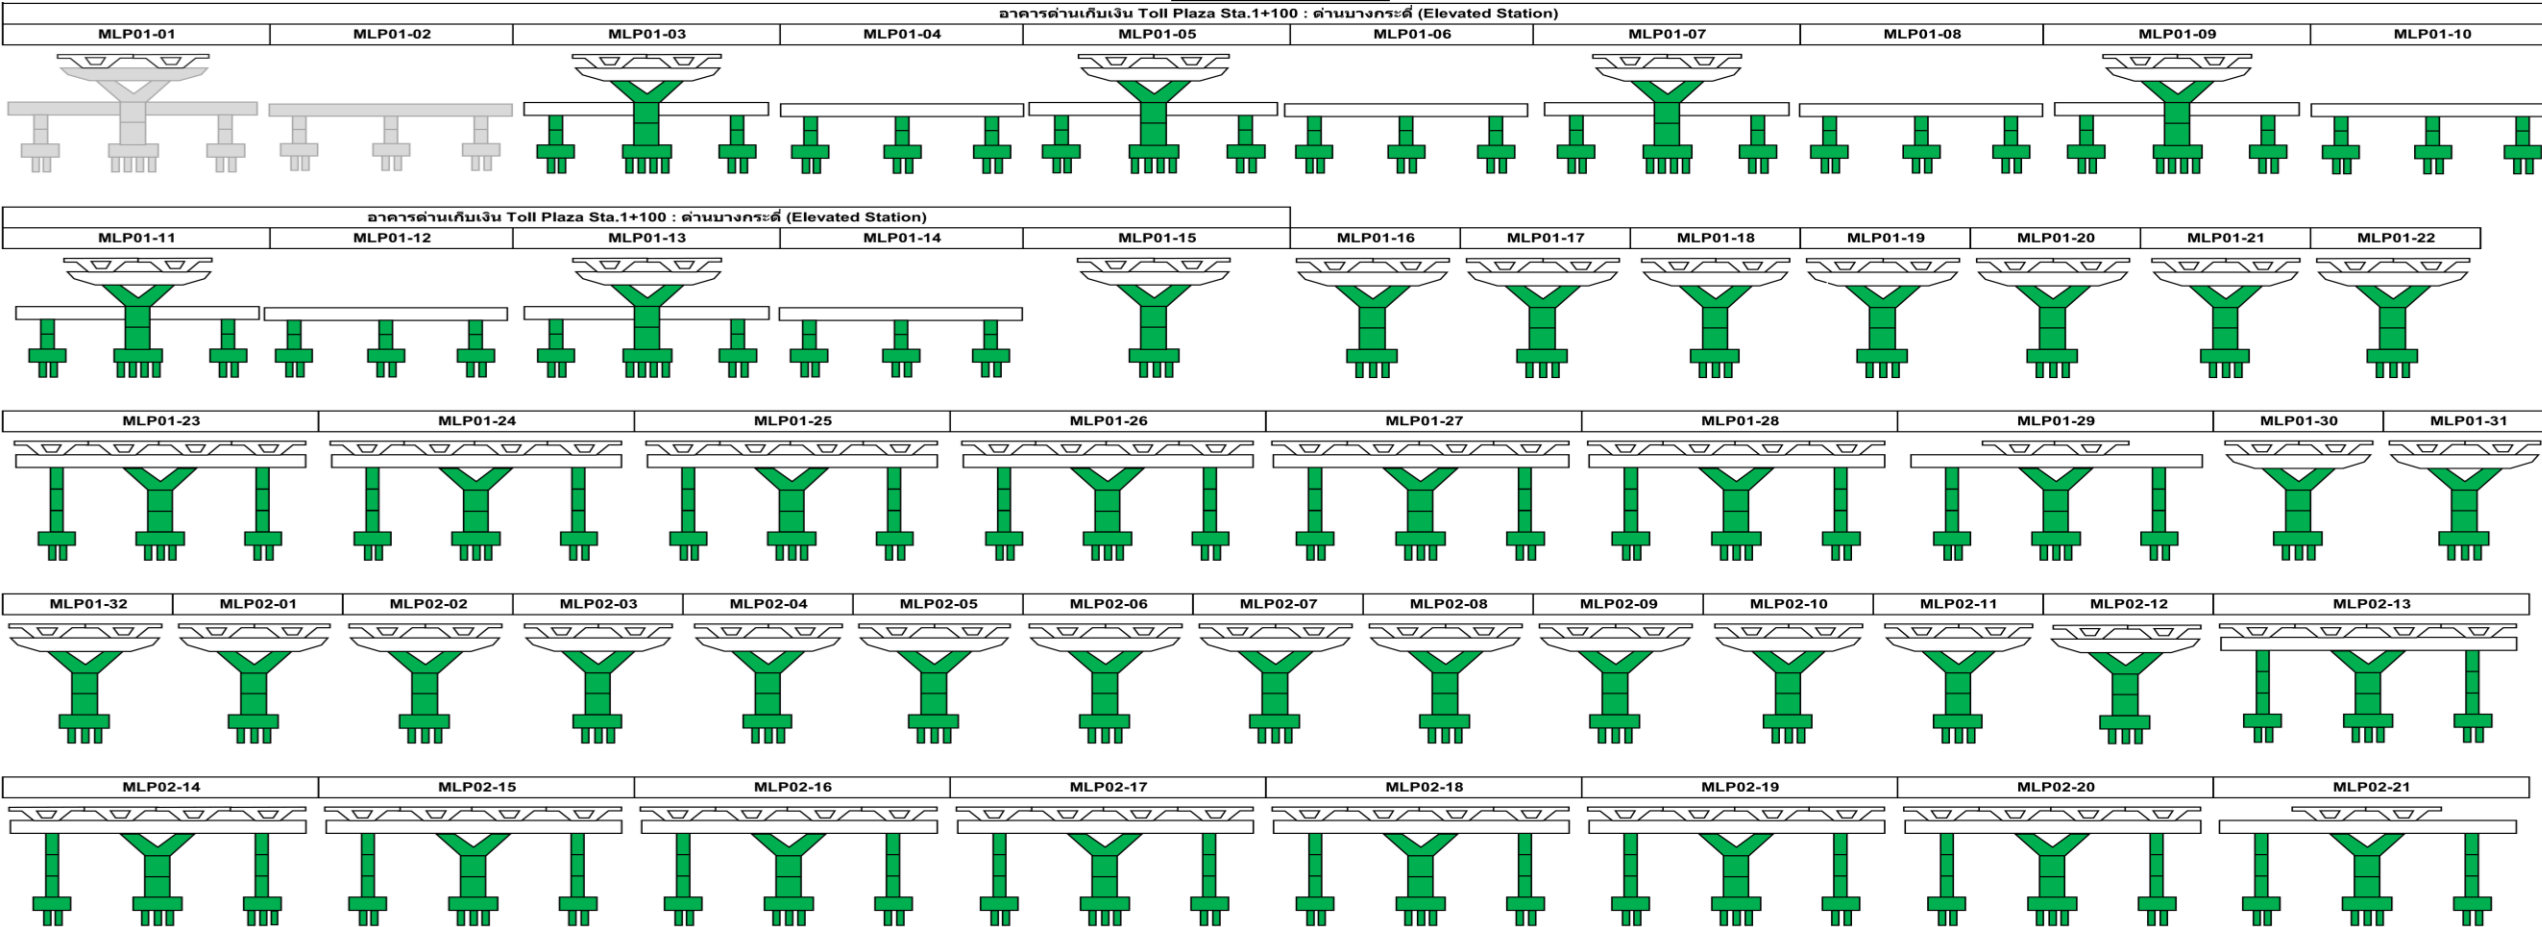 อาคารด่านเก็บเงิน Toll Plaza Sta.1+100 : ด่านบางกระดี่ (Elevated Station)
MLP01-01 MLP01-02 MLP01-03 MLP01-04 MLP01-05 MLP01-06 MLP01-07 MLP01-08 MLP01-09 MLP01-10
อาคารด่านเก็บเงิน Toll Plaza Sta.1+100 : ด่านบางกระดี่ (Elevated Station)
MLP01-11 MLP01-12 MLP01-13 MLP01-14 MLP01-15 MLP01-16 MLP01-17 MLP01-18 MLP01-19 MLP01-20 MLP01-21 MLP01-22
MLP01-23 MLP01-24 MLP01-25 MLP01-26 MLP01-27 MLP01-28 MLP01-29 MLP01-30 MLP01-31
MLP01-32 MLP02-01 MLP02-02 MLP02-03 MLP02-04 MLP02-05 MLP02-06 MLP02-07 MLP02-08 MLP02-09 MLP02-10 MLP02-11 MLP02-12 MLP02-13
MLP02-14 MLP02-15 MLP02-16 MLP02-17 MLP02-18 MLP02-19 MLP02-20 MLP02-21